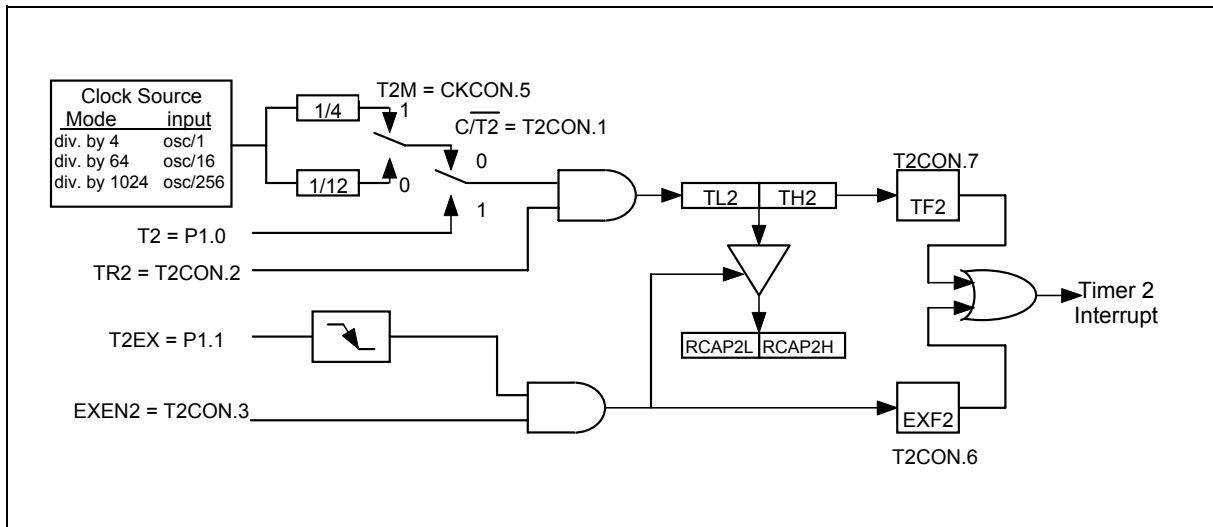 Clock Source
Mode input
div. by 4 osc/1
div. by 64 osc/16
div. by 1024 osc/256
1/4
1/12
T2M = CKCON.5
1
0
C/T2 = T2CON.1
0
1
T2 = P1.0
TR2 = T2CON.2
T2EX = P1.1
EXEN2 = T2CON.3
TL2 TH2
RCAP2L RCAP2H
T2CON.7
TF2
Timer 2
Interrupt
EXF2
T2CON.6